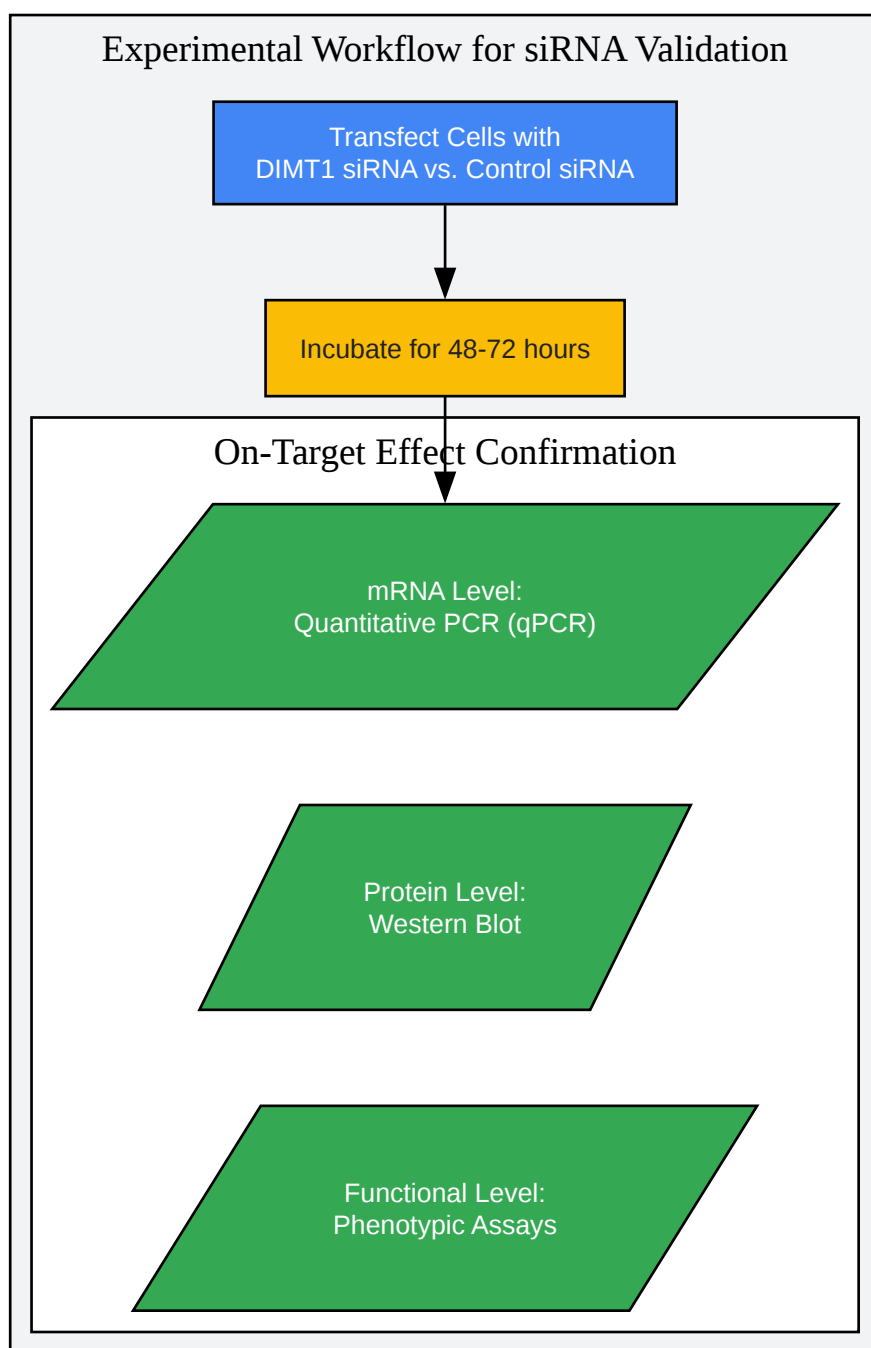 Experimental Workflow for siRNA Validation
Transfect Cells with
DIMT1 siRNA vs. Control siRNA
Incubate for 48-72 hours
On-Target Effect Confirmation
mRNA Level:
Quantitative PCR (qPCR)
Protein Level:
Western Blot
Functional Level:
Phenotypic Assays